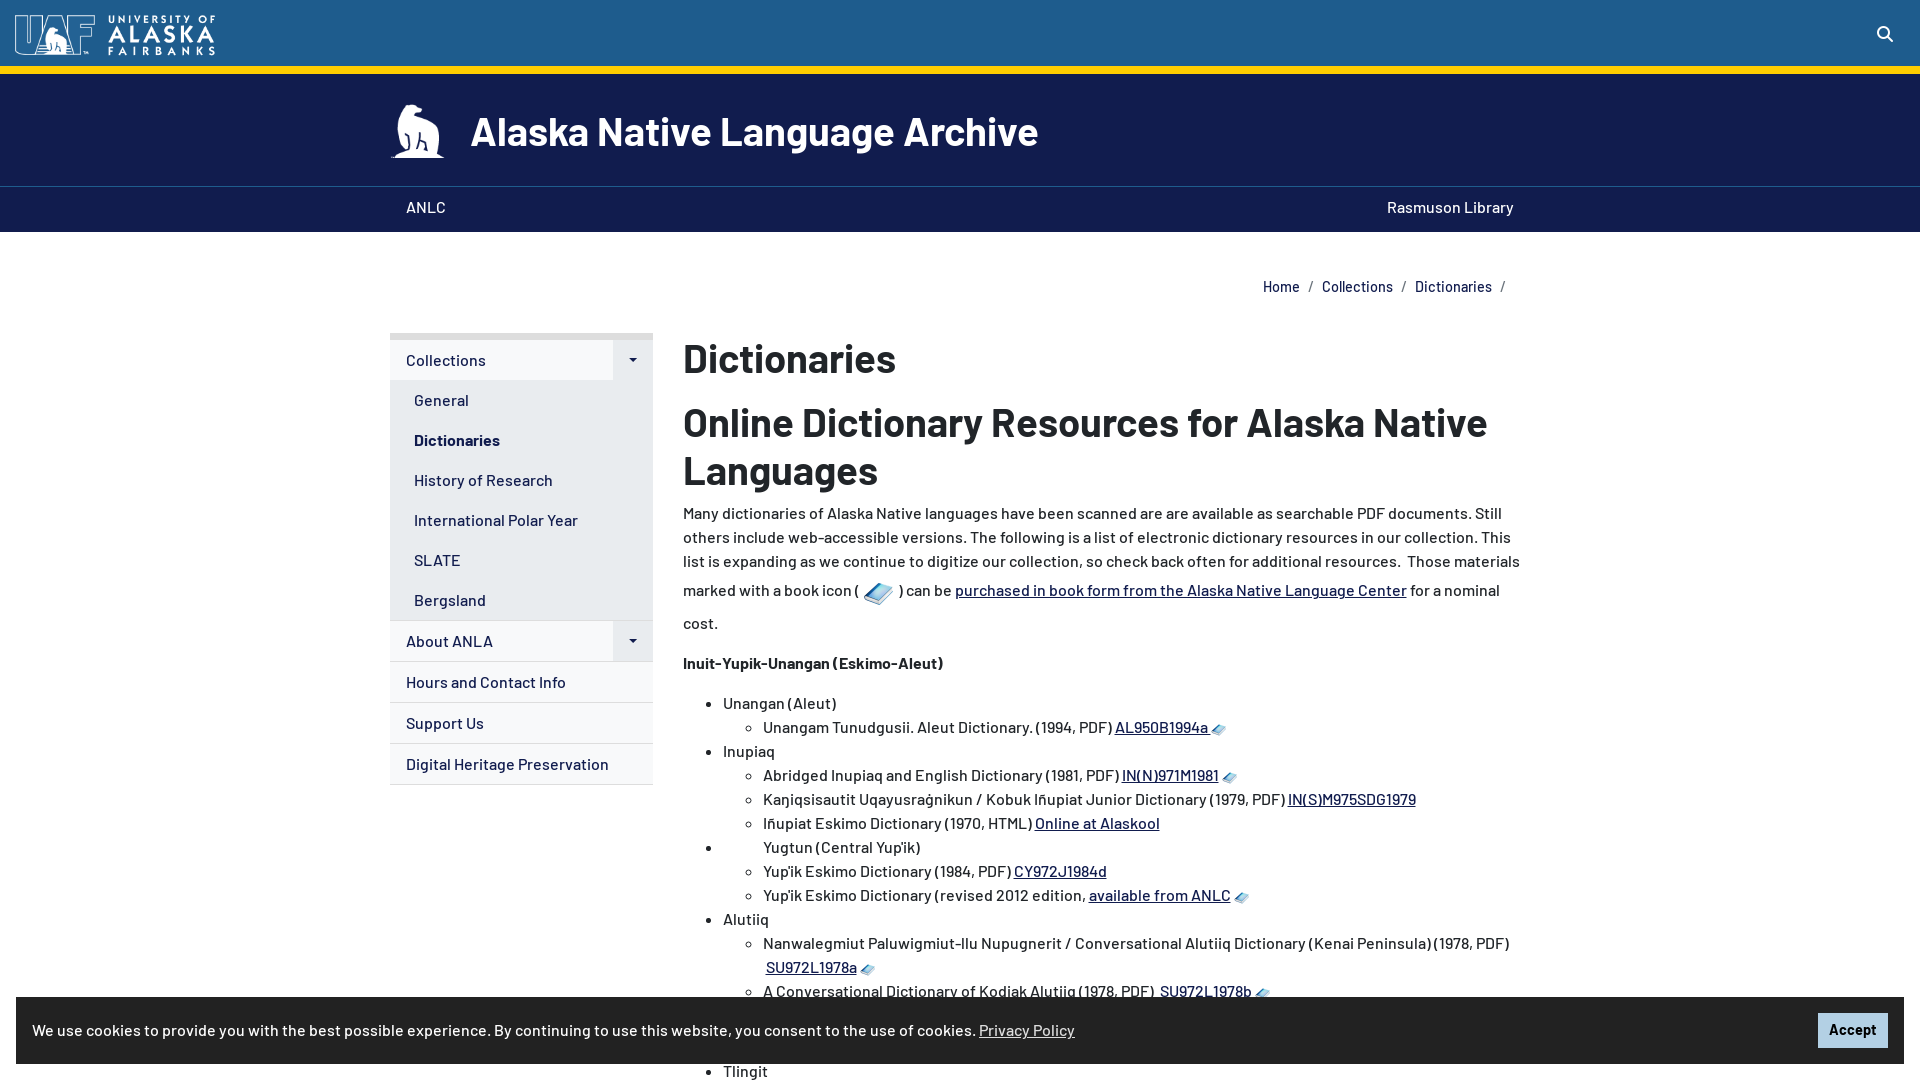 UAF UNIVERSITY OF
ALASKA
FAIRBANKS
Alaska Native Language Archive
ANLC
Rasmuson Library
Home / Collections / Dictionaries /
Collections
General
Dictionaries
History of Research
International Polar Year
SLATE
Bergsland
About ANLA
Hours and Contact Info
Support Us
Digital Heritage Preservation
Dictionaries
Online Dictionary Resources for Alaska Native
Languages
Many dictionaries of Alaska Native languages have been scanned are are available as searchable PDF documents. Still
others include web-accessible versions. The following is a list of electronic dictionary resources in our collection. This
list is expanding as we continue to digitize our collection, so check back often for additional resources.  Those materials
marked with a book icon ( ) can be purchased in book form from the Alaska Native Language Center for a nominal
cost.
Inuit-Yupik-Unangan (Eskimo-Aleut)
Unangan (Aleut)
Unangam Tunudgusii. Aleut Dictionary. (1994, PDF) AL950B1994a
Inupiaq
Abridged Inupiaq and English Dictionary (1981, PDF) IN(N)971M1981
Kaŋiqsisautit Uqayusraġnikun / Kobuk Iñupiat Junior Dictionary (1979, PDF) IN(S)M975SDG1979
Iñupiat Eskimo Dictionary (1970, HTML) Online at Alaskool
Yugtun (Central Yup'ik)
Yup'ik Eskimo Dictionary (1984, PDF) CY972J1984d
Yup'ik Eskimo Dictionary (revised 2012 edition, available from ANLC
Alutiiq
Nanwalegmiut Paluwigmiut-llu Nupugnerit / Conversational Alutiiq Dictionary (Kenai Peninsula) (1978, PDF)
SU972L1978a
A Conversational Dictionary of Kodiak Alutiiq (1978, PDF)  SU972L1978b
We use cookies to provide you with the best possible experience. By continuing to use this website, you consent to the use of cookies. Privacy Policy
Accept
Tlingit